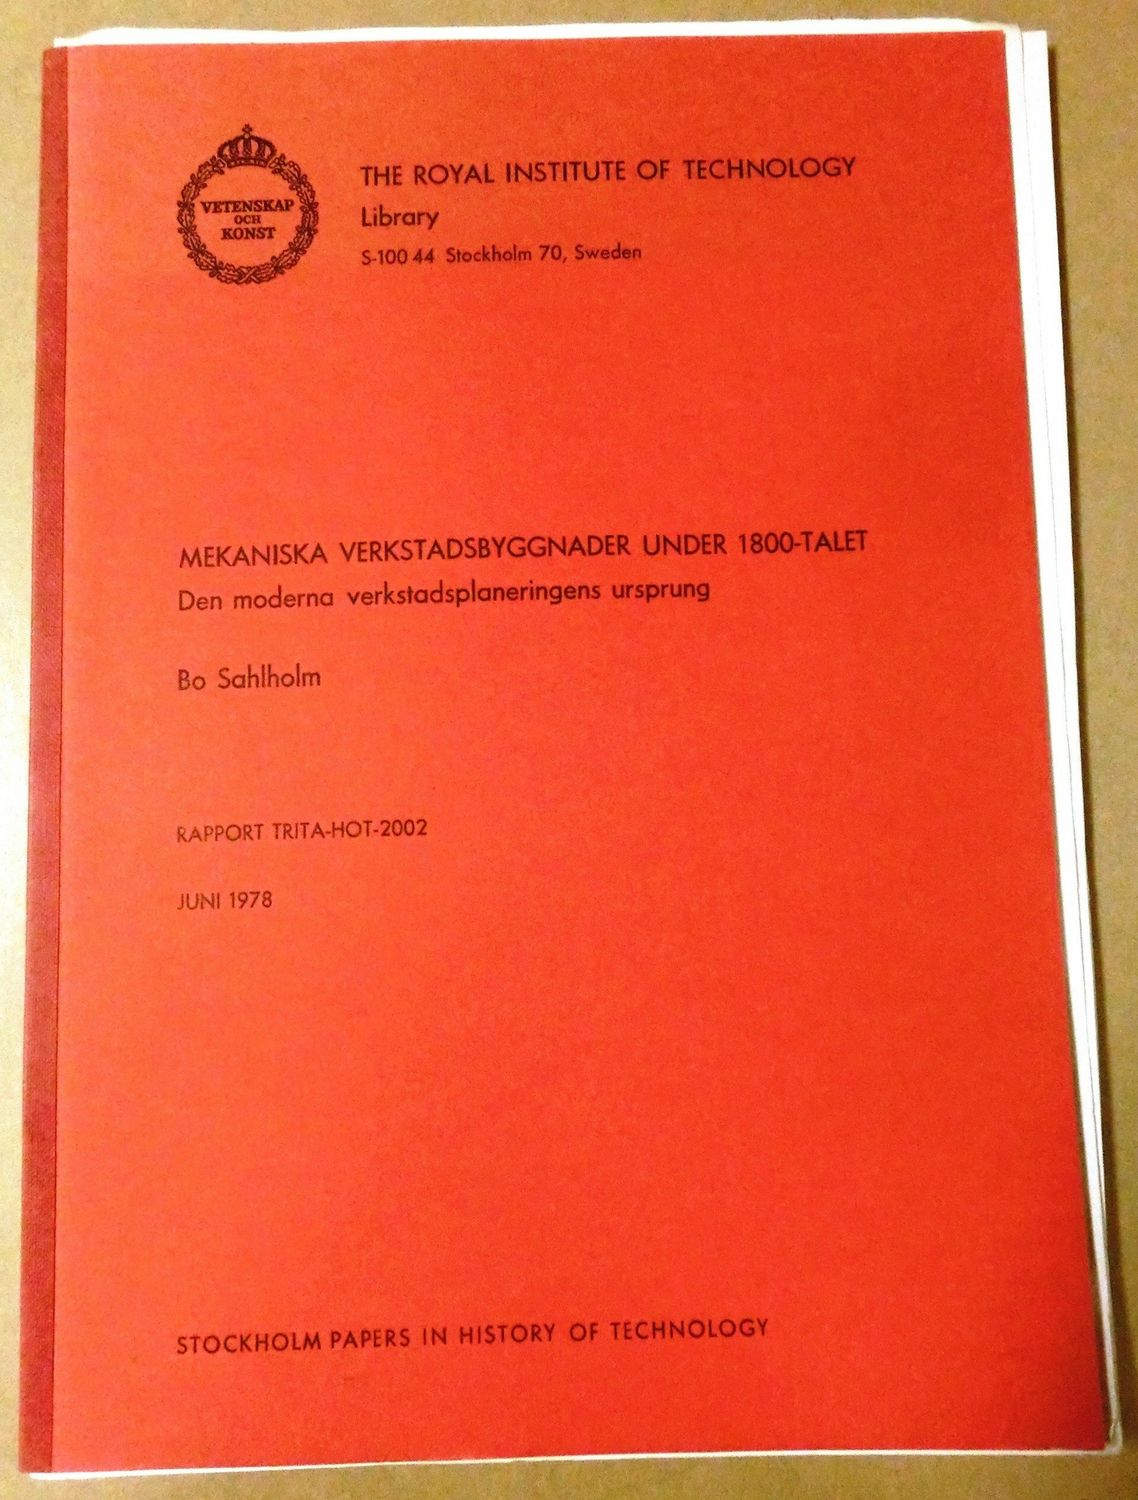 VETENSKAP
OCH
KONST
THE ROYAL INSTITUTE OF TECHNOLOGY
Library
S-100 44 Stockholm 70, Sweden
MEKANISKA VERKSTADSBYGGNADER UNDER 1800-TALET
Den moderna verkstadsplaneringens ursprung
Bo Sahlholm
RAPPORT TRITA-HOT-2002
JUNI 1978
STOCKHOLM PAPERS IN HISTORY OF TECHNOLOGY